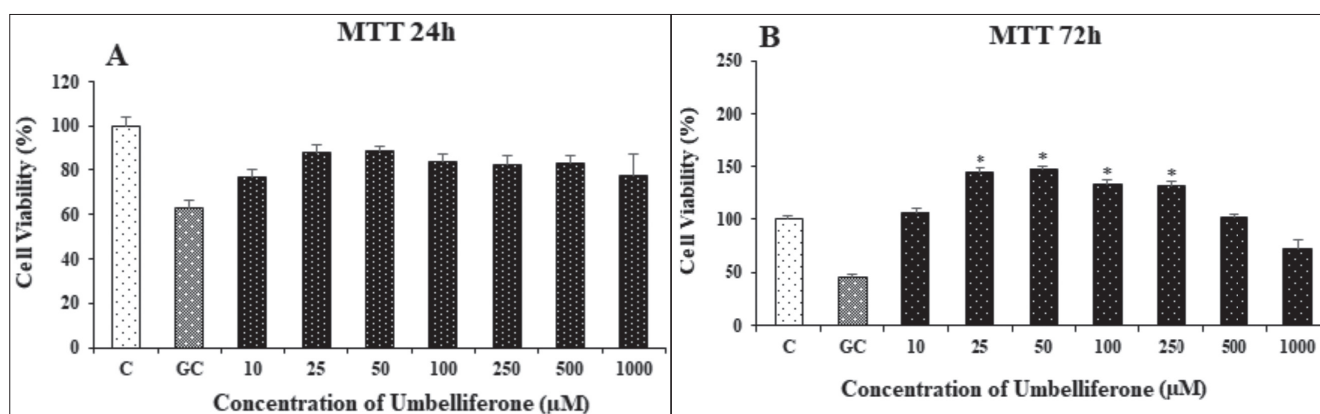 MTT 24h
A
Cell Viability (%)
120
100
80
60
40
20
0
C GC 10 25 50 100 250 500 1000
Concentration of Umbelliferone (µM)
MTT 72h
B
Cell Viability (%)
250
200
150
100
50
0
* * * *
C GC 10 25 50 100 250 500 1000
Concentration of Umbelliferone (µM)